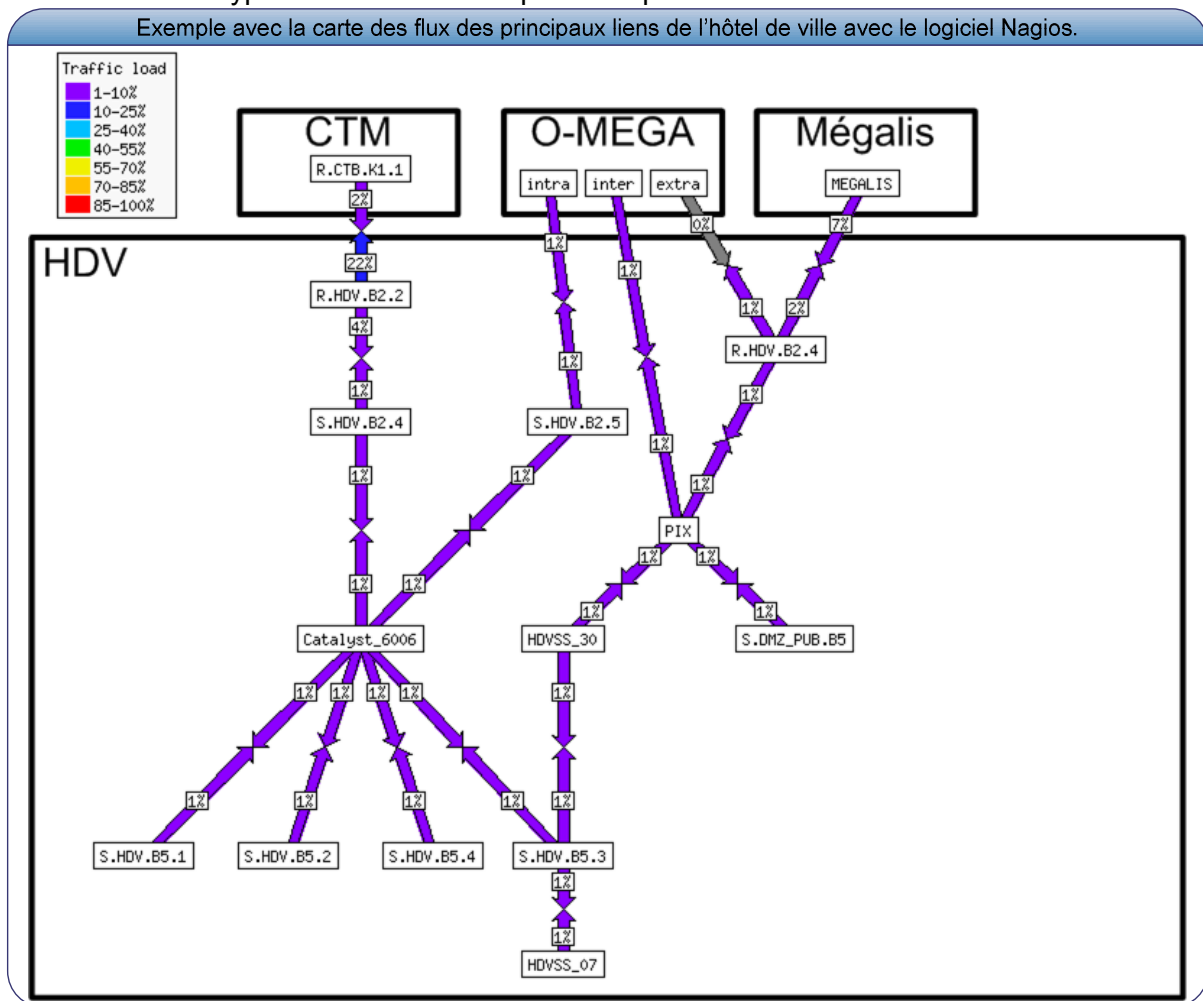 Exemple avec la carte des flux des principaux liens de l'hôtel de ville avec le logiciel Nagios.
Traffic load
1-10%
10-25%
25-40%
40-55%
55-70%
70-85%
85-100%
CTM
R.CTB.K1.1
2%
O-MEGA
intra
inter
extra
Mégalis
MEGALIS
HDV
0%
7%
1%
1%
22%
R.HDV.B2.2
1%
2%
4%
R.HDV.B2.4
1%
1%
1%
S.HDV.B2.4
S.HDV.B2.5
1%
1%
1%
1%
PIX
1%
1%
1%
1%
1%
1%
Catalyst_6006
HDVSS_30
S.DMZ_PUB.B5
1%
1%
1%
1%
1%
1%
1%
1%
1%
1%
S.HDV.B5.1
S.HDV.B5.2
S.HDV.B5.4
S.HDV.B5.3
1%
1%
HDVSS_07